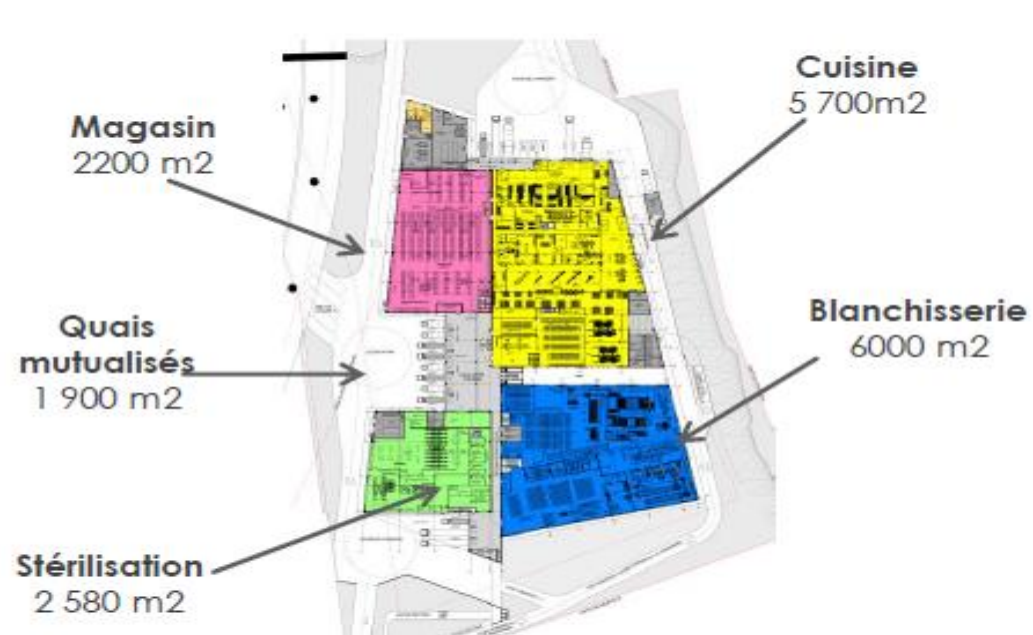 Cuisine
5 700m2
Magasin
2200 m2
Blanchisserie
6000 m2
Quais
mutualisés
1 900 m2
Stérilisation
2 580 m2